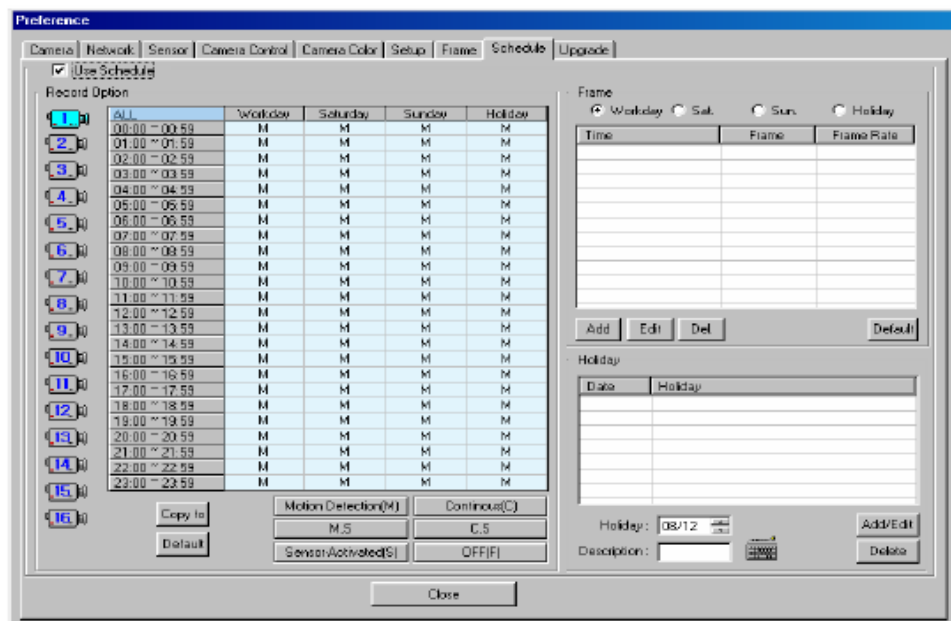 Preference
Camera Network Sensor Camera Control Camera Color Setup Frame Schedule Upgrade
Use Schedule
Record Option
1 2 3 4 5 6 7 8 9 10 11 12 13 14 15 16
ALL Workday Saturday Sunday Holiday
00:00 ~ 00:59 M M M M
01:00 ~ 01:59 M M M M
02:00 ~ 02:59 M M M M
03:00 ~ 03:59 M M M M
04:00 ~ 04:59 M M M M
05:00 ~ 05:59 M M M M
06:00 ~ 06:59 M M M M
07:00 ~ 07:59 M M M M
08:00 ~ 08:59 M M M M
09:00 ~ 09:59 M M M M
10:00 ~ 10:59 M M M M
11:00 ~ 11:59 M M M M
12:00 ~ 12:59 M M M M
13:00 ~ 13:59 M M M M
14:00 ~ 14:59 M M M M
15:00 ~ 15:59 M M M M
16:00 ~ 16:59 M M M M
17:00 ~ 17:59 M M M M
18:00 ~ 18:59 M M M M
19:00 ~ 19:59 M M M M
20:00 ~ 20:59 M M M M
21:00 ~ 21:59 M M M M
22:00 ~ 22:59 M M M M
23:00 ~ 23:59 M M M M
Copy to
Default
Motion Detection(M) Continous(C)
M.S C.S
Sensor-Activated(S) OFF(F)
Frame
Workday Sat. Sun. Holiday
Time Frame Frame Rate
Add Edit Del Default
Holiday
Date Holiday
Holiday : 08/12 Add/Edit
Description : Delete
Close